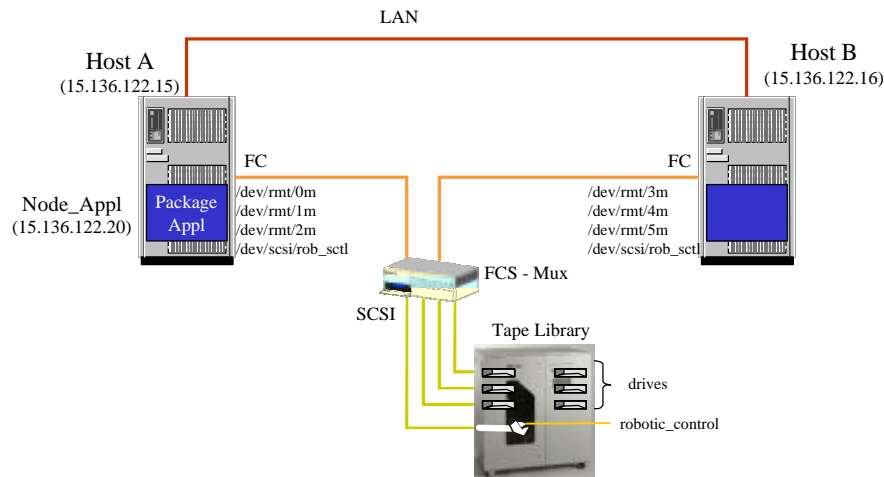 LAN
Host A
(15.136.122.15)
Host B
(15.136.122.16)
FC
FC
/dev/rmt/0m
/dev/rmt/1m
/dev/rmt/2m
/dev/scsi/rob_sctl
/dev/rmt/3m
/dev/rmt/4m
/dev/rmt/5m
/dev/scsi/rob_sctl
Node_Appl
(15.136.122.20)
Package
Appl
FCS - Mux
SCSI
Tape Library
drives
robotic_control